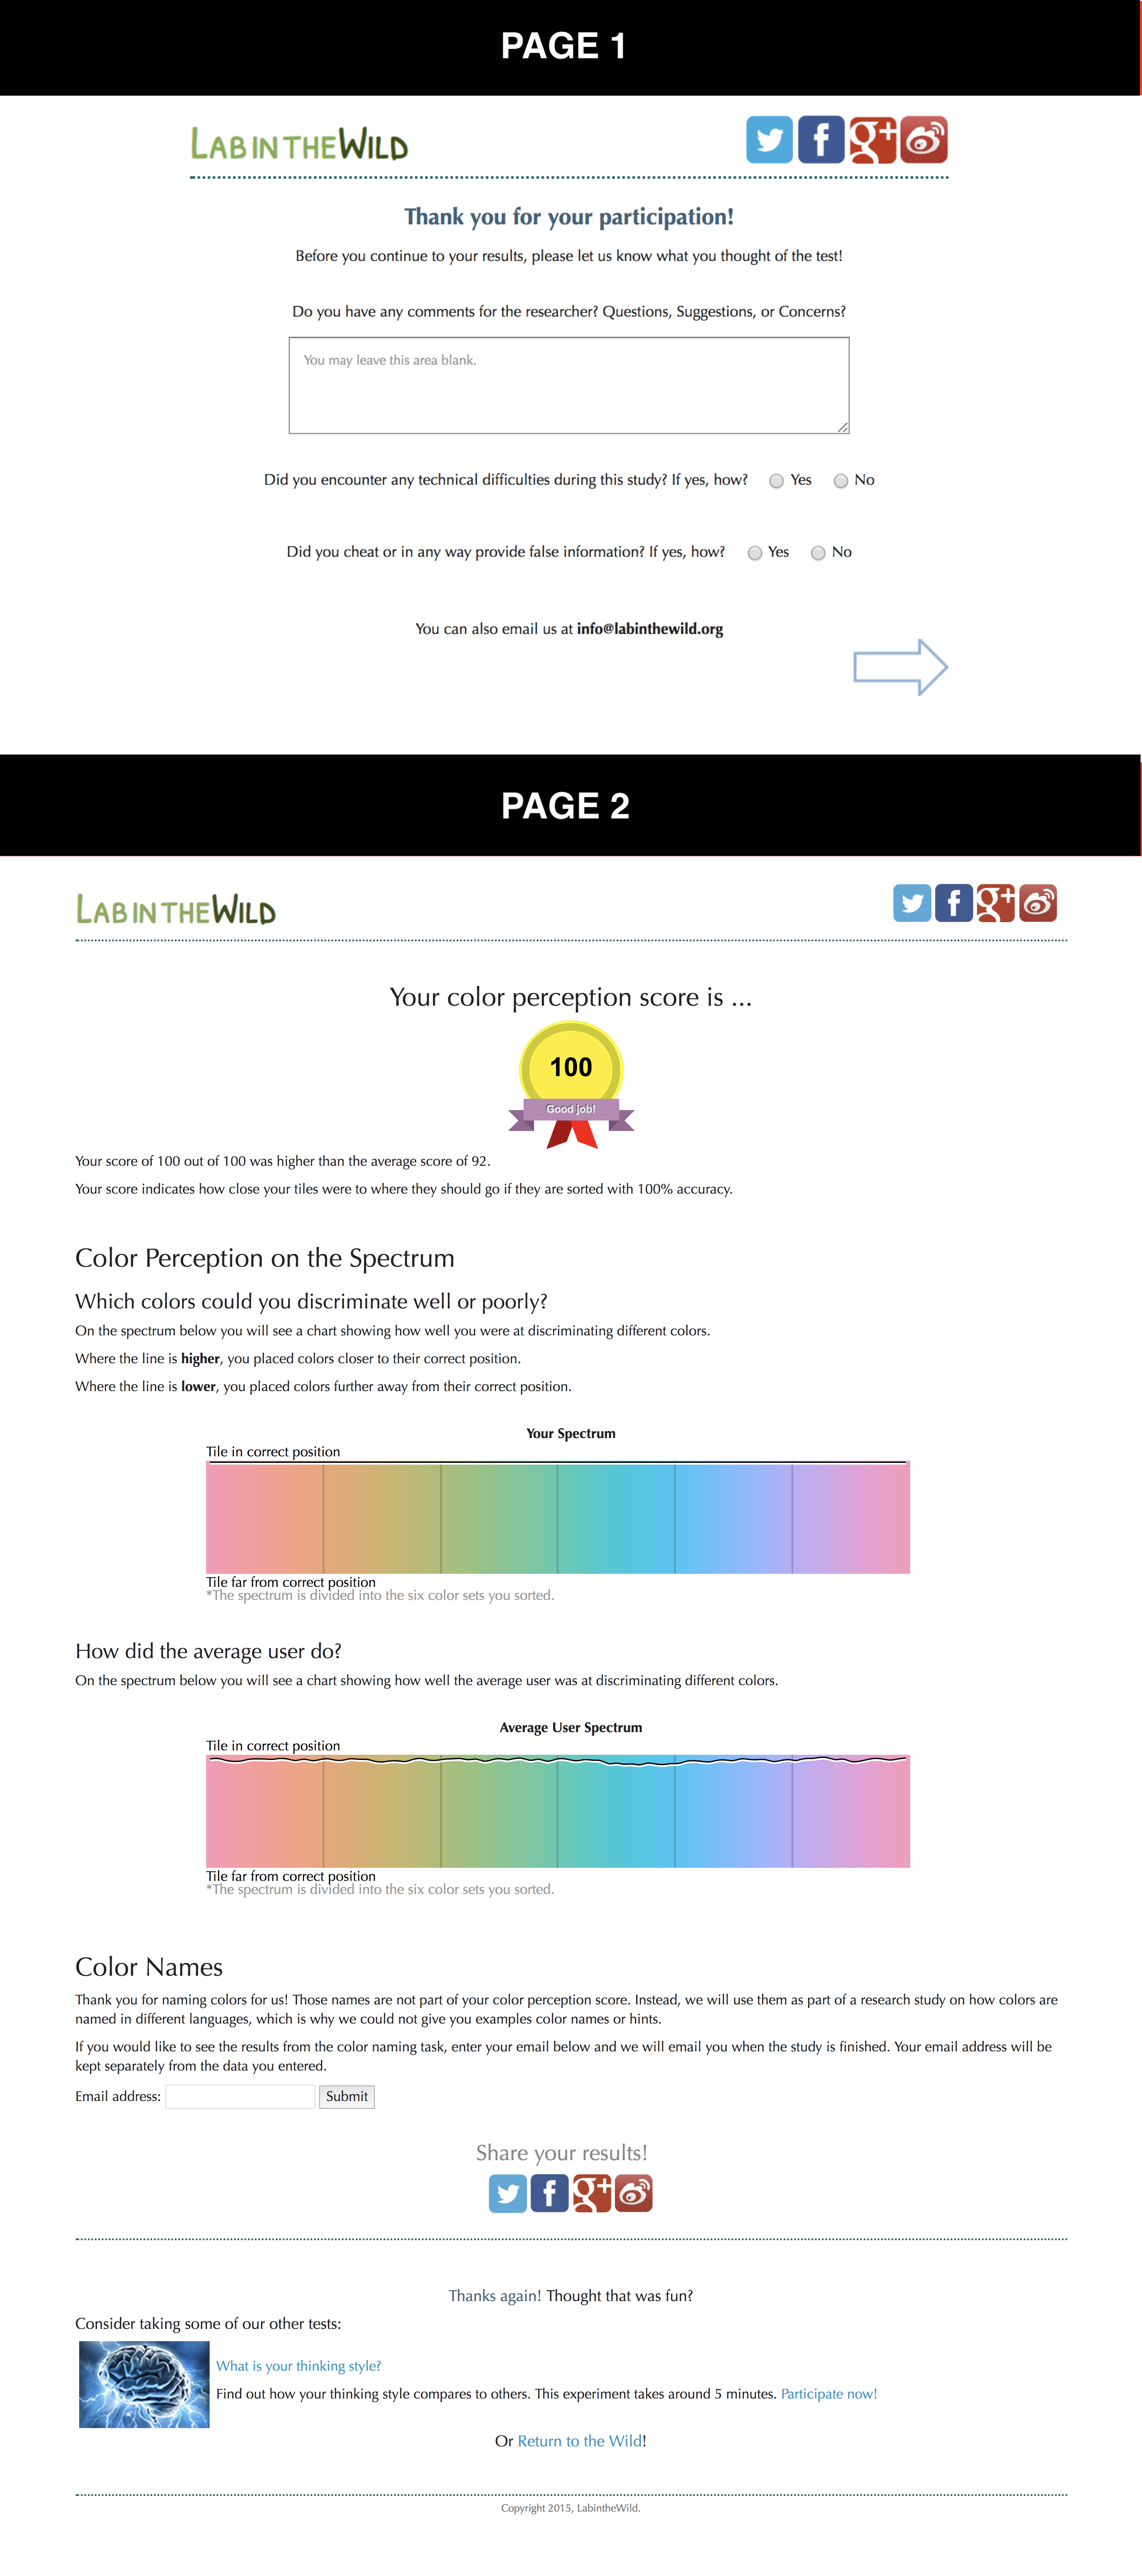 PAGE 1
LAB IN THE WILD
Thank you for your participation!
Before you continue to your results, please let us know what you thought of the test!
Do you have any comments for the researcher? Questions, Suggestions, or Concerns?
You may leave this area blank.
Did you encounter any technical difficulties during this study? If yes, how? Yes No
Did you cheat or in any way provide false information? If yes, how? Yes No
You can also email us at info@labinthewild.org
PAGE 2
LAB IN THE WILD
Your color perception score is ...
100
Good job!
Your score of 100 out of 100 was higher than the average score of 92.
Your score indicates how close your tiles were to where they should go if they are sorted with 100% accuracy.
Color Perception on the Spectrum
Which colors could you discriminate well or poorly?
On the spectrum below you will see a chart showing how well you were at discriminating different colors.
Where the line is higher, you placed colors closer to their correct position.
Where the line is lower, you placed colors further away from their correct position.
Your Spectrum
Tile in correct position
Tile far from correct position
*The spectrum is divided into the six color sets you sorted.
How did the average user do?
On the spectrum below you will see a chart showing how well the average user was at discriminating different colors.
Average User Spectrum
Tile in correct position
Tile far from correct position
*The spectrum is divided into the six color sets you sorted.
Color Names
Thank you for naming colors for us! Those names are not part of your color perception score. Instead, we will use them as part of a research study on how colors are
named in different languages, which is why we could not give you examples color names or hints.
If you would like to see the results from the color naming task, enter your email below and we will email you when the study is finished. Your email address will be
kept separately from the data you entered.
Email address: Submit
Share your results!
Thanks again! Thought that was fun?
Consider taking some of our other tests:
What is your thinking style?
Find out how your thinking style compares to others. This experiment takes around 5 minutes. Participate now!
Or Return to the Wild!
Copyright 2015, LabintheWild.